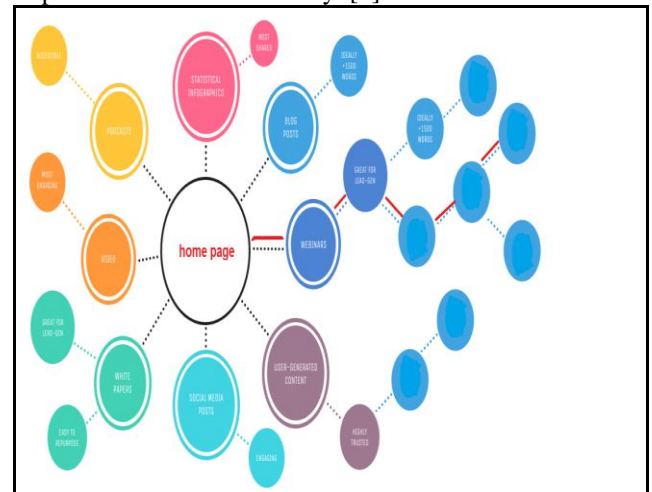 ACCESSIBLE
PODCASTS
STATISTICAL
INFOGRAPHICS
MOST
SHARED
BLOG
POSTS
IDEALLY
+1500
WORDS
IDEALLY
+1500
WORDS
GREAT FOR
LEAD-GEN
WEBINARS
home page
MOST
ENGAGING
VIDEO
GREAT FOR
LEAD-GEN
WHITE
PAPERS
EASY TO
REPURPOSE
SOCIAL MEDIA
POSTS
ENGAGING
USER-GENERATED
CONTENT
HIGHLY
TRUSTED